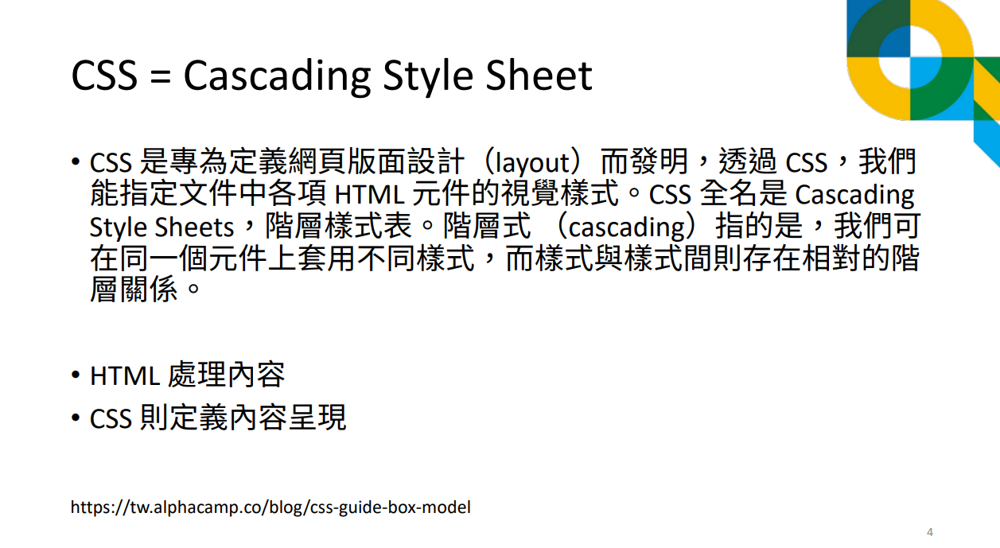 CSS = Cascading Style Sheet
• CSS 是專為定義網頁版面設計（layout）而發明，透過 CSS，我們
能指定文件中各項 HTML 元件的視覺樣式。CSS 全名是 Cascading
Style Sheets，階層樣式表。階層式 （cascading）指的是，我們可
在同一個元件上套用不同樣式，而樣式與樣式間則存在相對的階
層關係。
• HTML 處理內容
• CSS 則定義內容呈現
https://tw.alphacamp.co/blog/css-guide-box-model
4